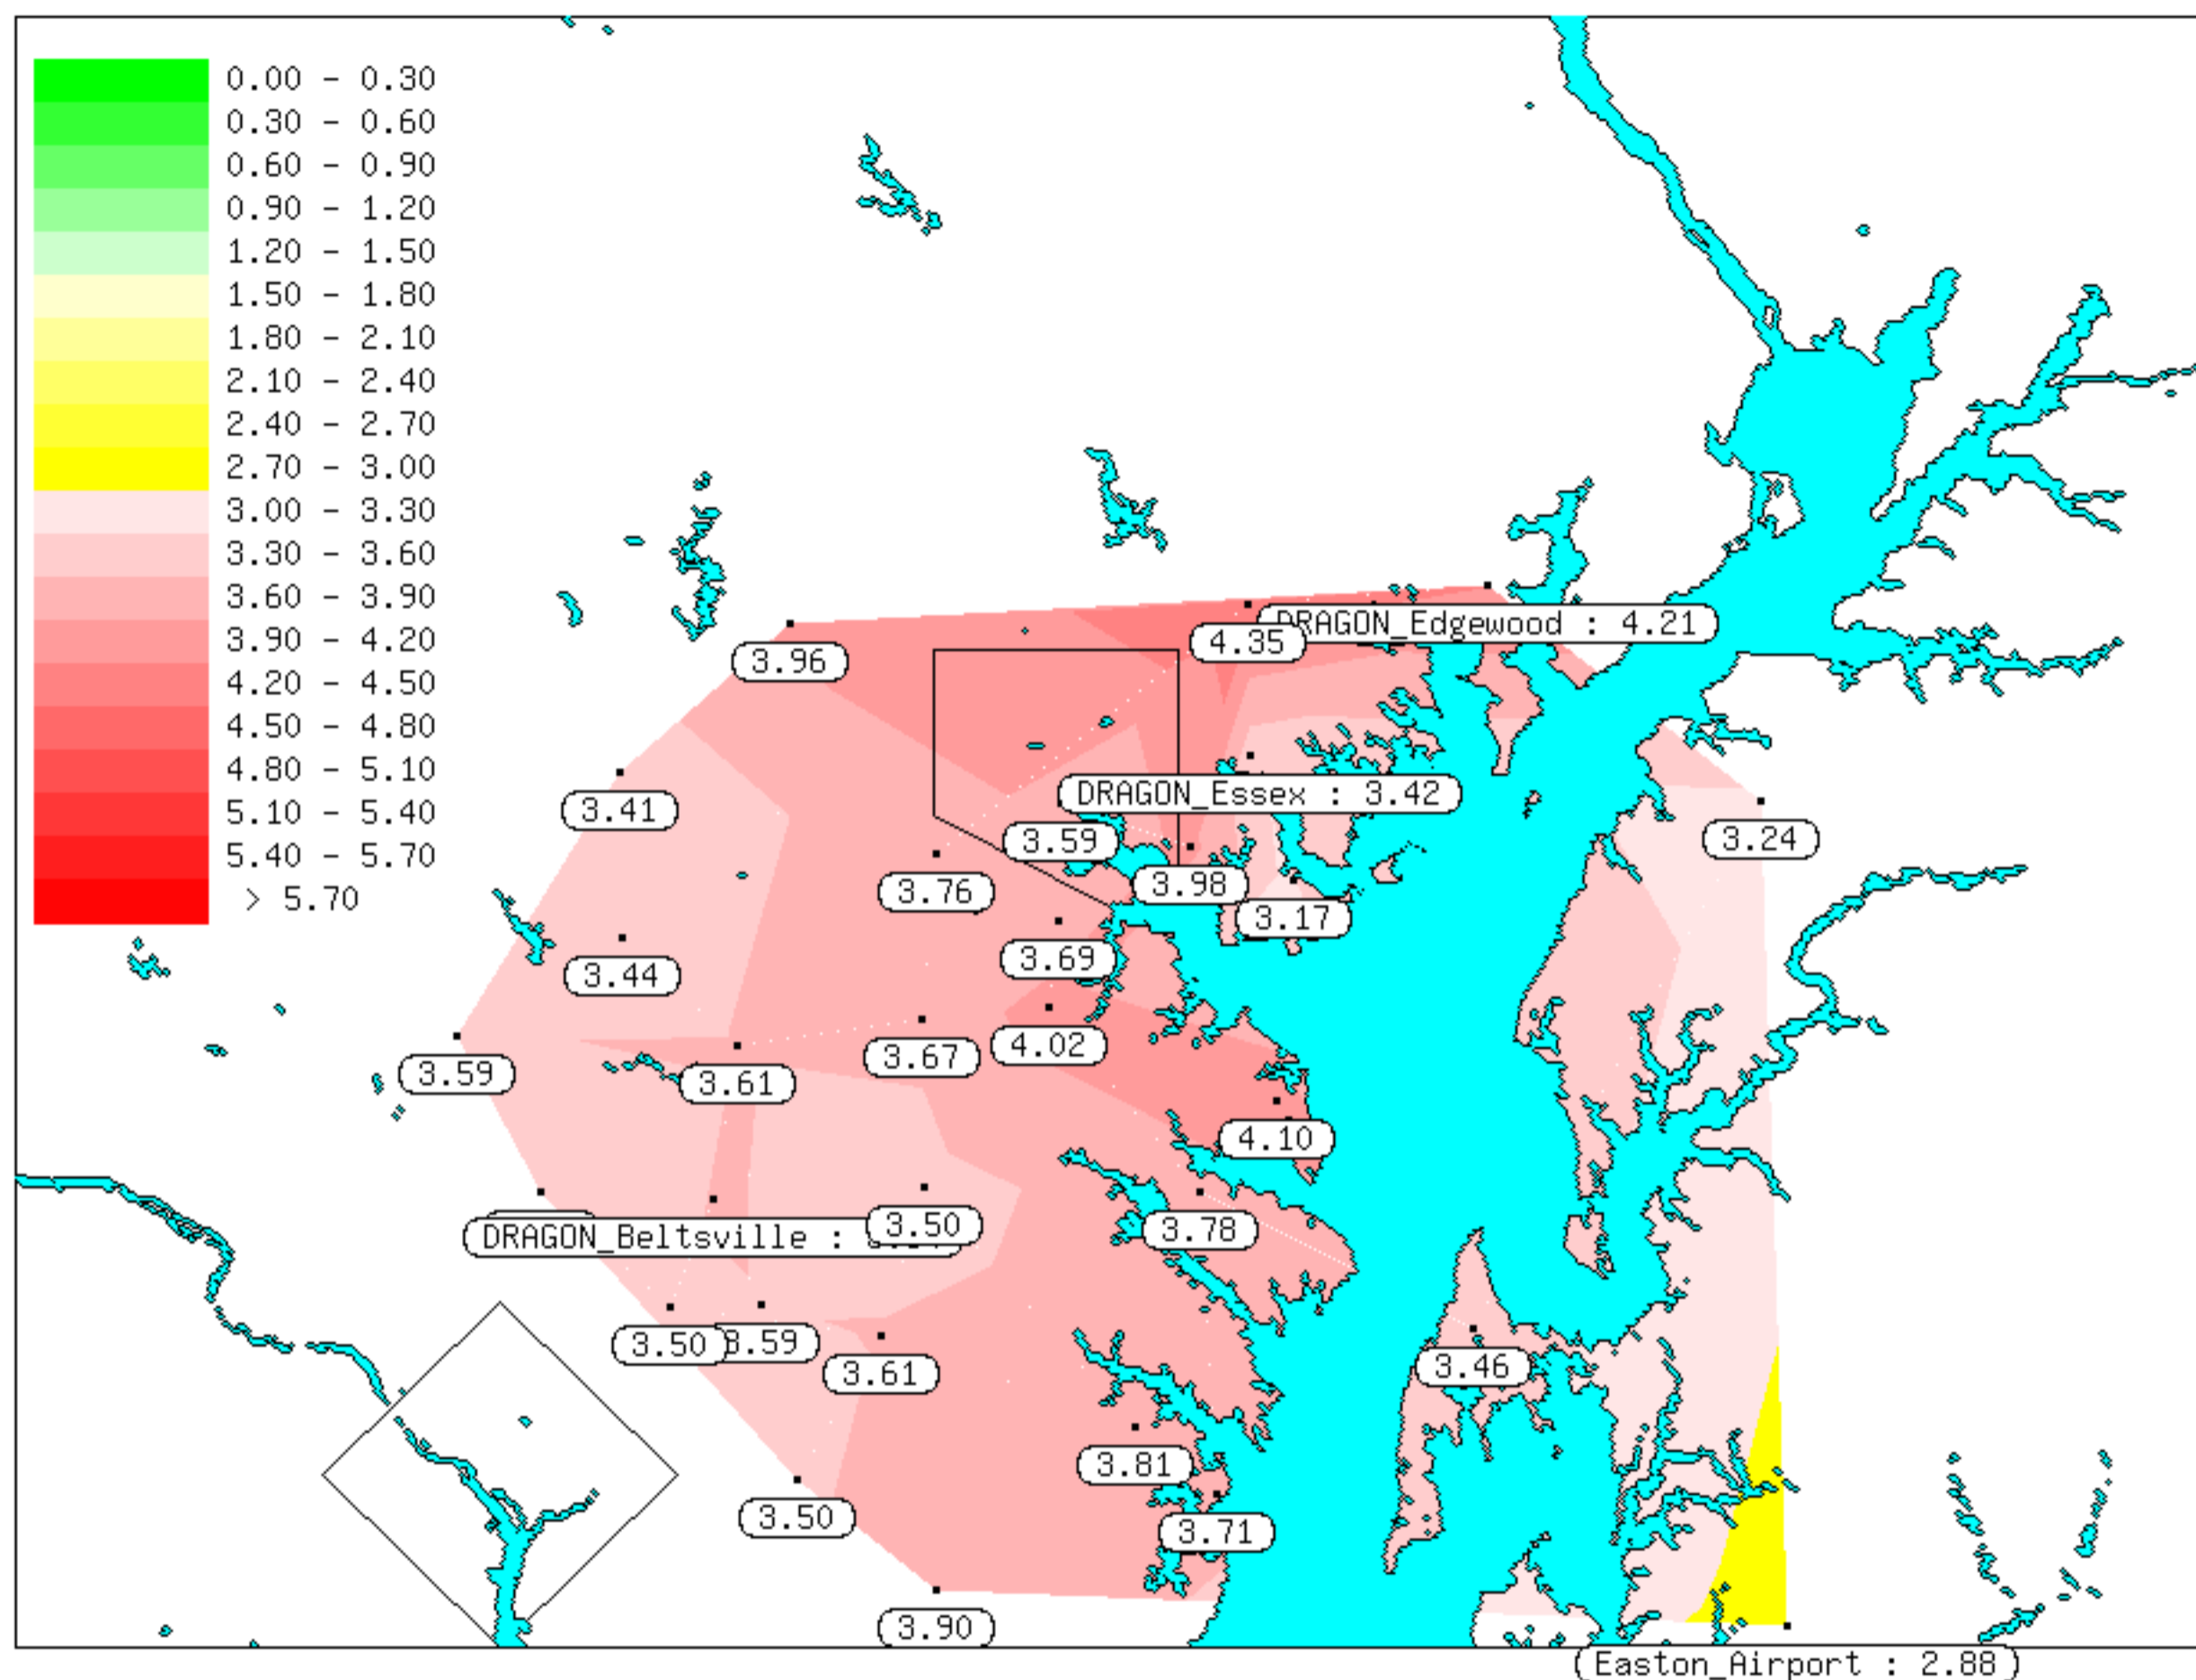 0.00 - 0.30
0.30 - 0.60
0.60 - 0.90
0.90 - 1.20
1.20 - 1.50
1.50 - 1.80
1.80 - 2.10
2.10 - 2.40
2.40 - 2.70
2.70 - 3.00
3.00 - 3.30
3.30 - 3.60
3.60 - 3.90
3.90 - 4.20
4.20 - 4.50
4.50 - 4.80
4.80 - 5.10
5.10 - 5.40
5.40 - 5.70
> 5.70
DRAGON_Edgewood : 4.21
4.35
3.96
DRAGON_Essex : 3.42
3.41
3.59
3.24
3.98
3.76
3.17
3.69
3.44
4.02
3.67
3.59
3.61
4.10
3.50
3.78
DRAGON_Beltsville :
3.50
3.59
3.61
3.46
3.81
3.50
3.71
3.90
Easton_Airport : 2.88